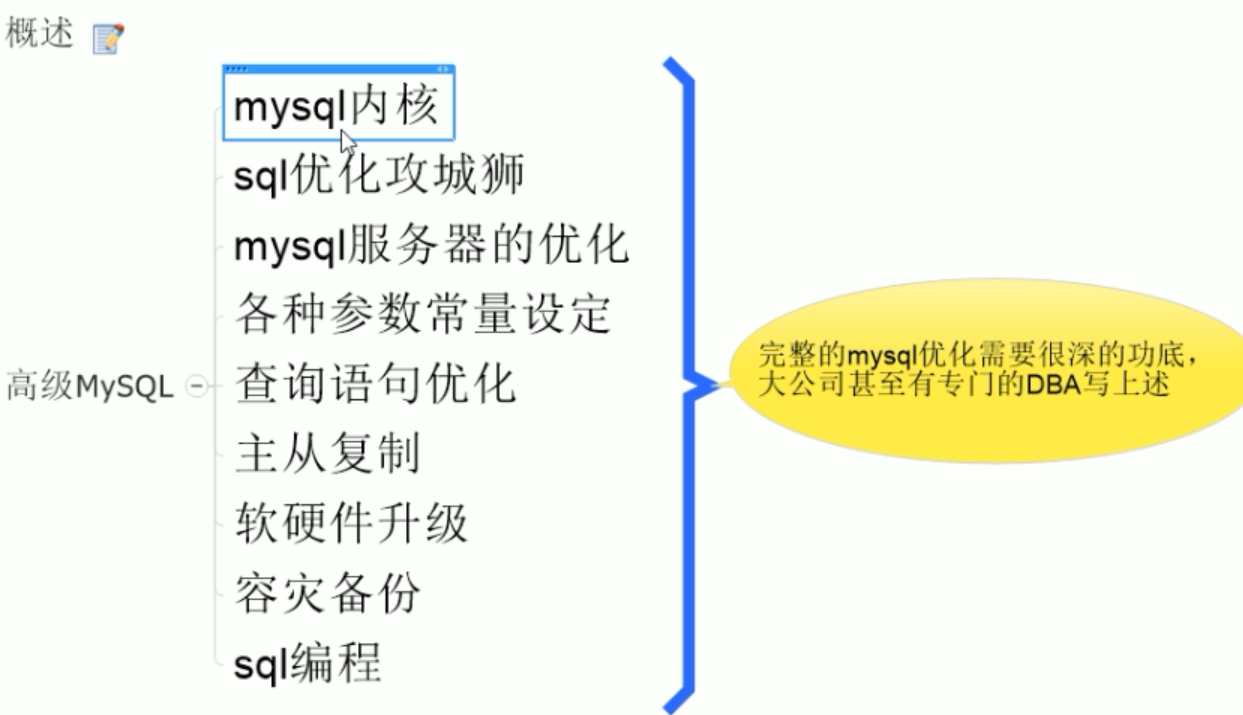 概述
高级MySQL
mysql内核
sql优化攻城狮
mysql服务器的优化
各种参数常量设定
查询语句优化
主从复制
软硬件升级
容灾备份
sql编程
完整的mysql优化需要很深的功底，
大公司甚至有专门的DBA写上述